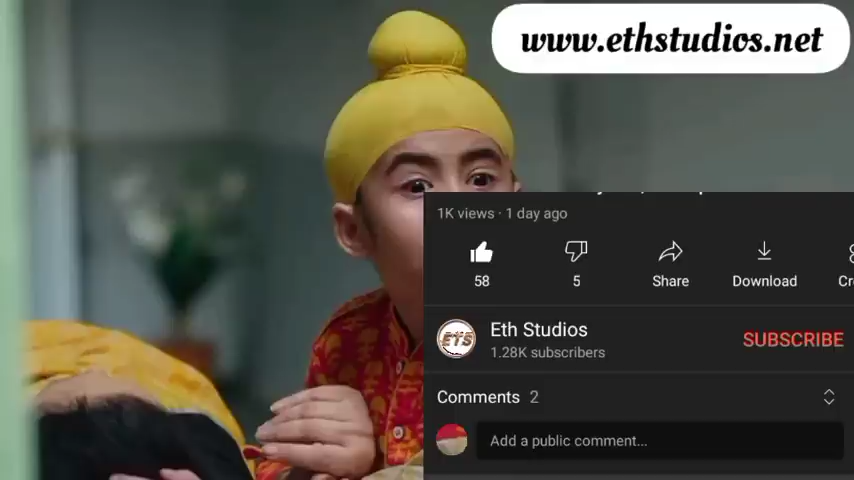 www.ethstudios.net
1K views · 1 day ago
58
5
Share
Download
Eth Studios
ETS
1.28K subscribers
SUBSCRIBE
Comments 2
Add a public comment...